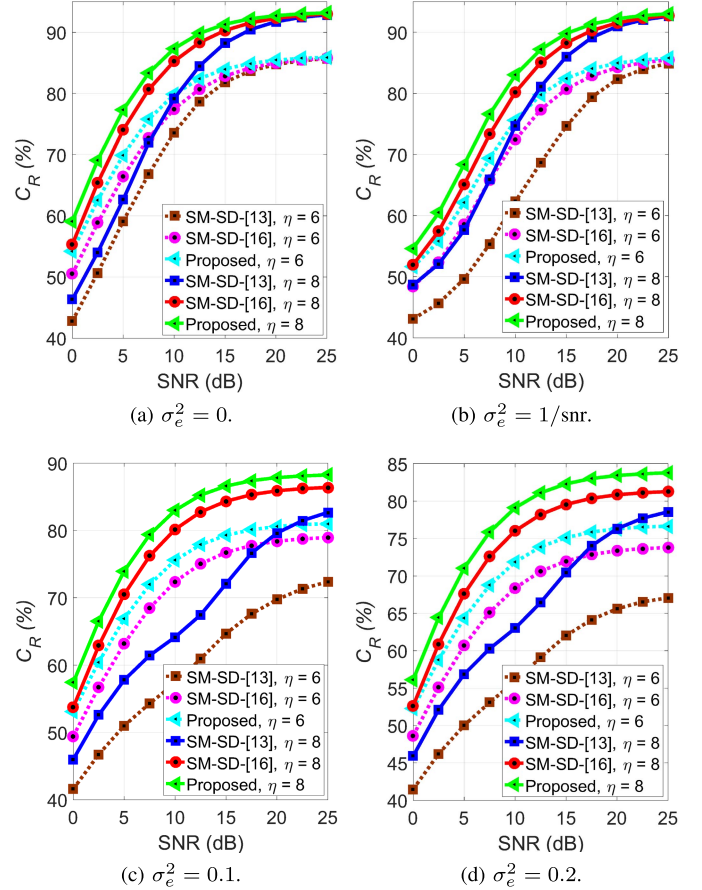 C_R (%)
90
80
70
60
50
40
0
5
10
15
20
25
SNR (dB)
SM-SD-[13], η = 6
SM-SD-[16], η = 6
Proposed, η = 6
SM-SD-[13], η = 8
SM-SD-[16], η = 8
Proposed, η = 8
(a) σ_e^2 = 0.
C_R (%)
90
80
70
60
50
40
0
5
10
15
20
25
SNR (dB)
SM-SD-[13], η = 6
SM-SD-[16], η = 6
Proposed, η = 6
SM-SD-[13], η = 8
SM-SD-[16], η = 8
Proposed, η = 8
(b) σ_e^2 = 1/snr.
C_R (%)
90
80
70
60
50
40
0
5
10
15
20
25
SNR (dB)
SM-SD-[13], η = 6
SM-SD-[16], η = 6
Proposed, η = 6
SM-SD-[13], η = 8
SM-SD-[16], η = 8
Proposed, η = 8
(c) σ_e^2 = 0.1.
C_R (%)
85
80
75
70
65
60
55
50
45
40
0
5
10
15
20
25
SNR (dB)
SM-SD-[13], η = 6
SM-SD-[16], η = 6
Proposed, η = 6
SM-SD-[13], η = 8
SM-SD-[16], η = 8
Proposed, η = 8
(d) σ_e^2 = 0.2.